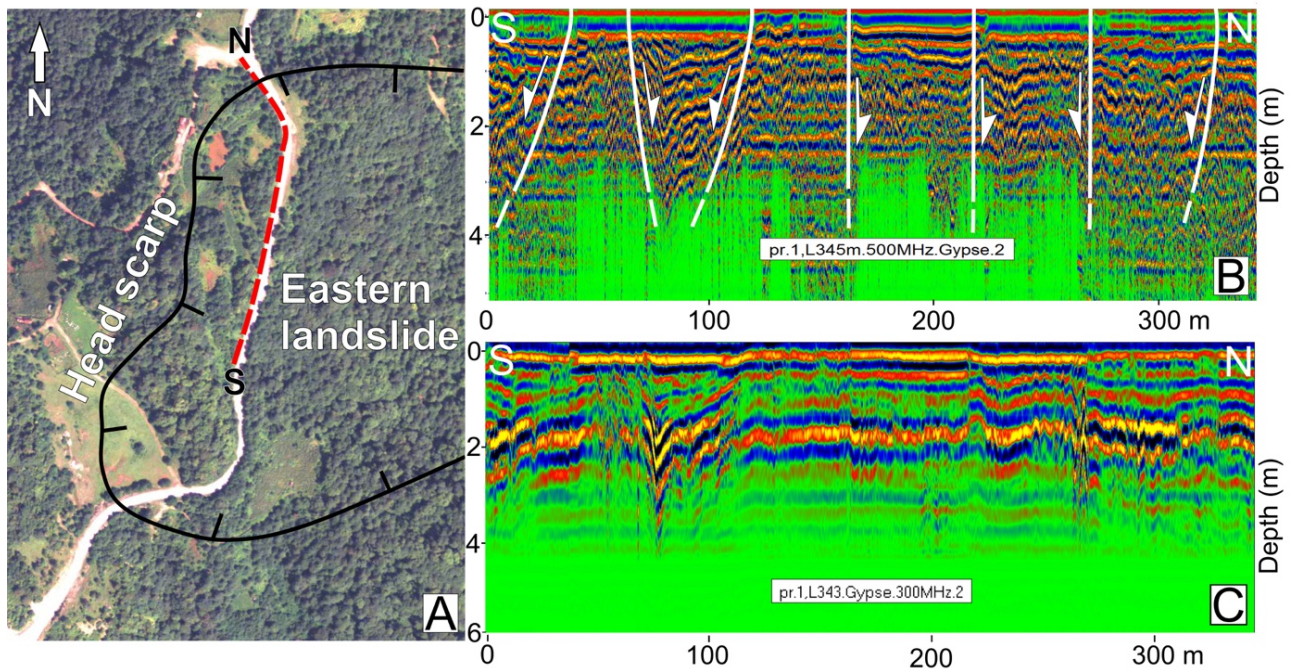 N
N
Head scarp
Eastern
landslide
S
A
S
N
0
2
4
Depth (m)
pr.1,L345m.500MHz.Gypse.2
B
0
100
200
300 m
S
N
0
2
4
6
Depth (m)
pr.1,L343.Gypse.300MHz.2
C
0
100
200
300 m